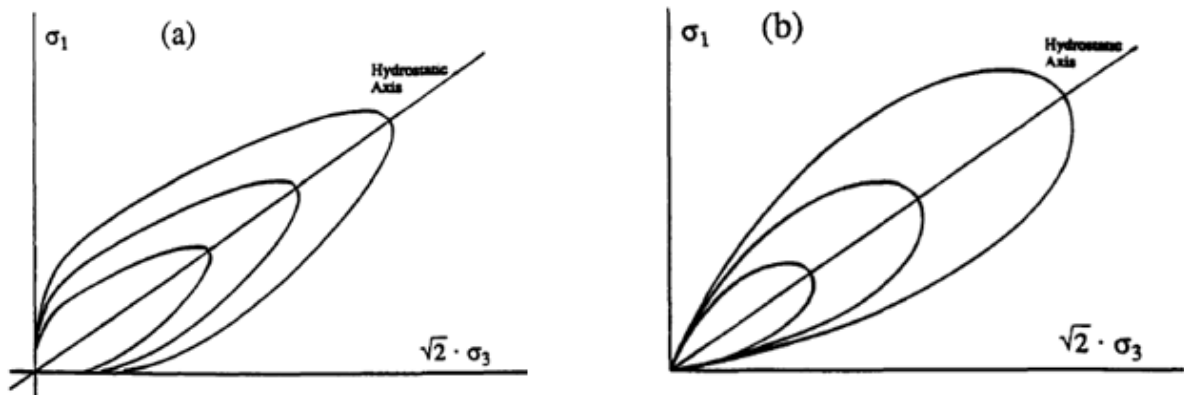 σ₁
(a)
Hydrostatic
Axis
√2 · σ₃
σ₁
(b)
Hydrostatic
Axis
√2 · σ₃